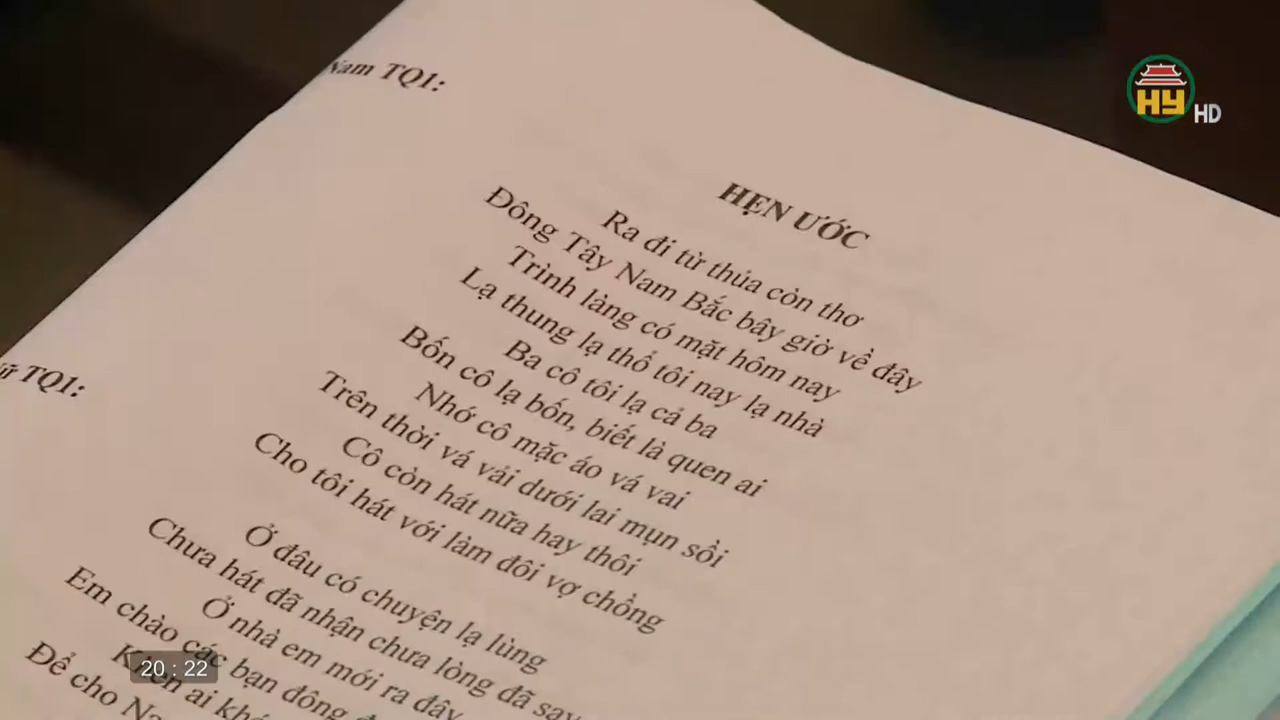 Nam TQ1:
HY HD
HẸN ƯỚC
Ra đi từ thủa còn thơ
Đông Tây Nam Bắc bây giờ về đây
Trình làng có mặt hôm nay
Lạ thung lạ thổ tôi nay lạ nhà
Ba cô tôi lạ cả ba
Bốn cô lạ bốn, biết là quen ai
Nhớ cô mặc áo vá vai
Trên thời vá vải dưới lai mụn sồi
Cô còn hát nữa hay thôi
Cho tôi hát với làm đôi vợ chồng
TQ1:
Ở đâu có chuyện lạ lùng
Chưa hát đã nhận chưa lòng đã say
Ở nhà em mới ra đây
Em chào các bạn đông
ai
Để cho
20 : 22